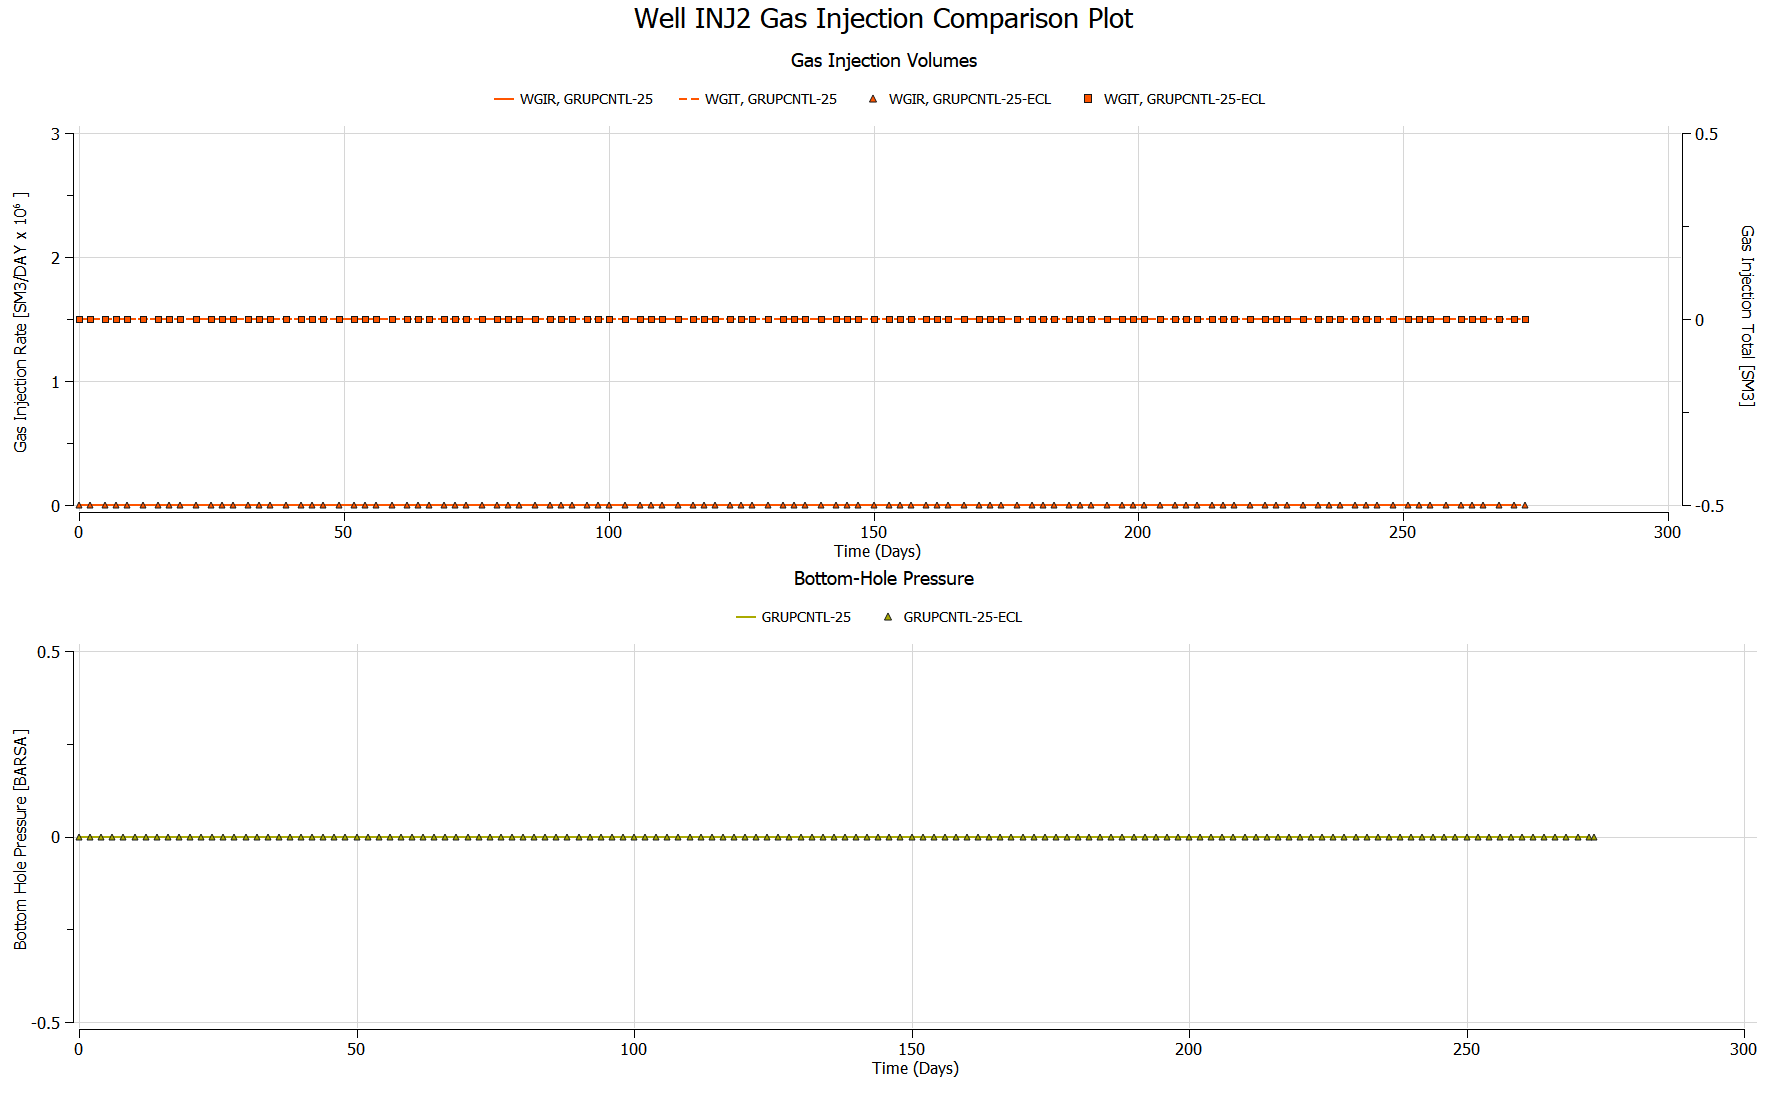 Well INJ2 Gas Injection Comparison Plot
Gas Injection Volumes
WGIR, GRUPCNTL-25 WGIT, GRUPCNTL-25 WGIR, GRUPCNTL-25-ECL WGIT, GRUPCNTL-25-ECL
Gas Injection Rate [SM3/DAY x 10⁶ ]
3
2
1
0
0.5
0
-0.5
Gas Injection Total [SM3]
0 50 100 150 200 250 300
Time (Days)
Bottom-Hole Pressure
GRUPCNTL-25 GRUPCNTL-25-ECL
Bottom Hole Pressure [BARSA]
0.5
0
-0.5
0 50 100 150 200 250 300
Time (Days)